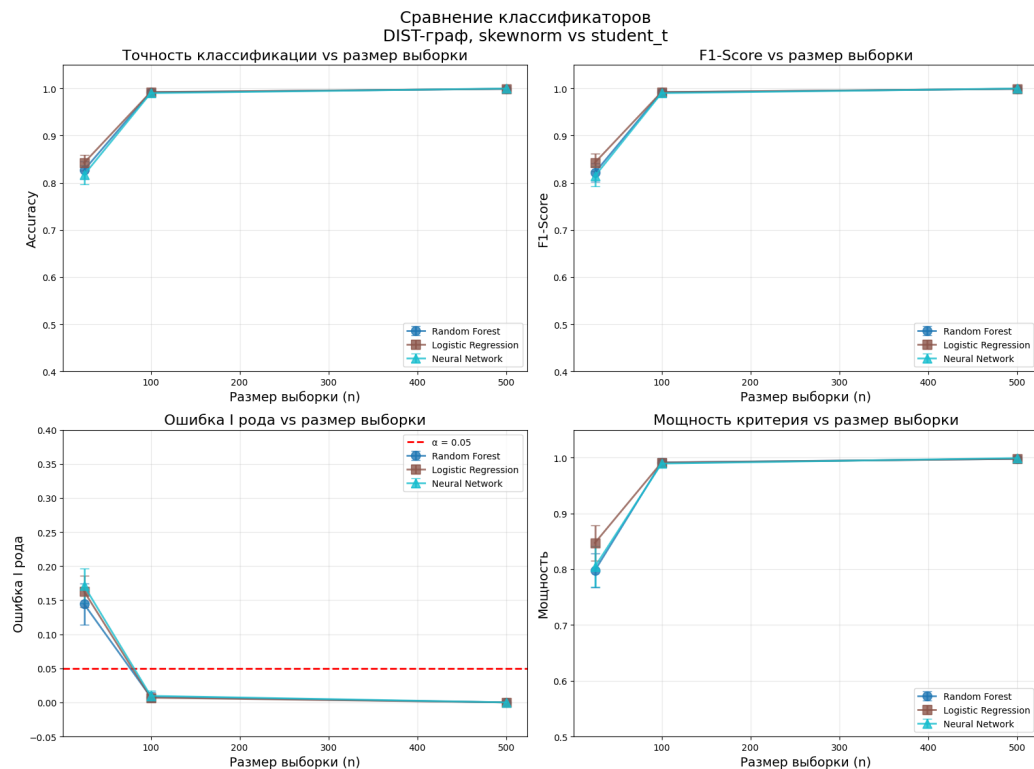 Сравнение классификаторов
DIST-граф, skewnorm vs student_t
Точность классификации vs размер выборки
1.0
0.9
0.8
0.7
0.6
0.5
0.4
Accuracy
Random Forest
Logistic Regression
Neural Network
100
200
300
400
500
Размер выборки (n)
F1-Score vs размер выборки
1.0
0.9
0.8
0.7
0.6
0.5
0.4
F1-Score
Random Forest
Logistic Regression
Neural Network
100
200
300
400
500
Размер выборки (n)
Ошибка I рода vs размер выборки
0.40
0.35
0.30
0.25
0.20
0.15
0.10
0.05
0.00
−0.05
Ошибка I рода
α = 0.05
Random Forest
Logistic Regression
Neural Network
100
200
300
400
500
Размер выборки (n)
Мощность критерия vs размер выборки
1.0
0.9
0.8
0.7
0.6
0.5
Мощность
Random Forest
Logistic Regression
Neural Network
100
200
300
400
500
Размер выборки (n)